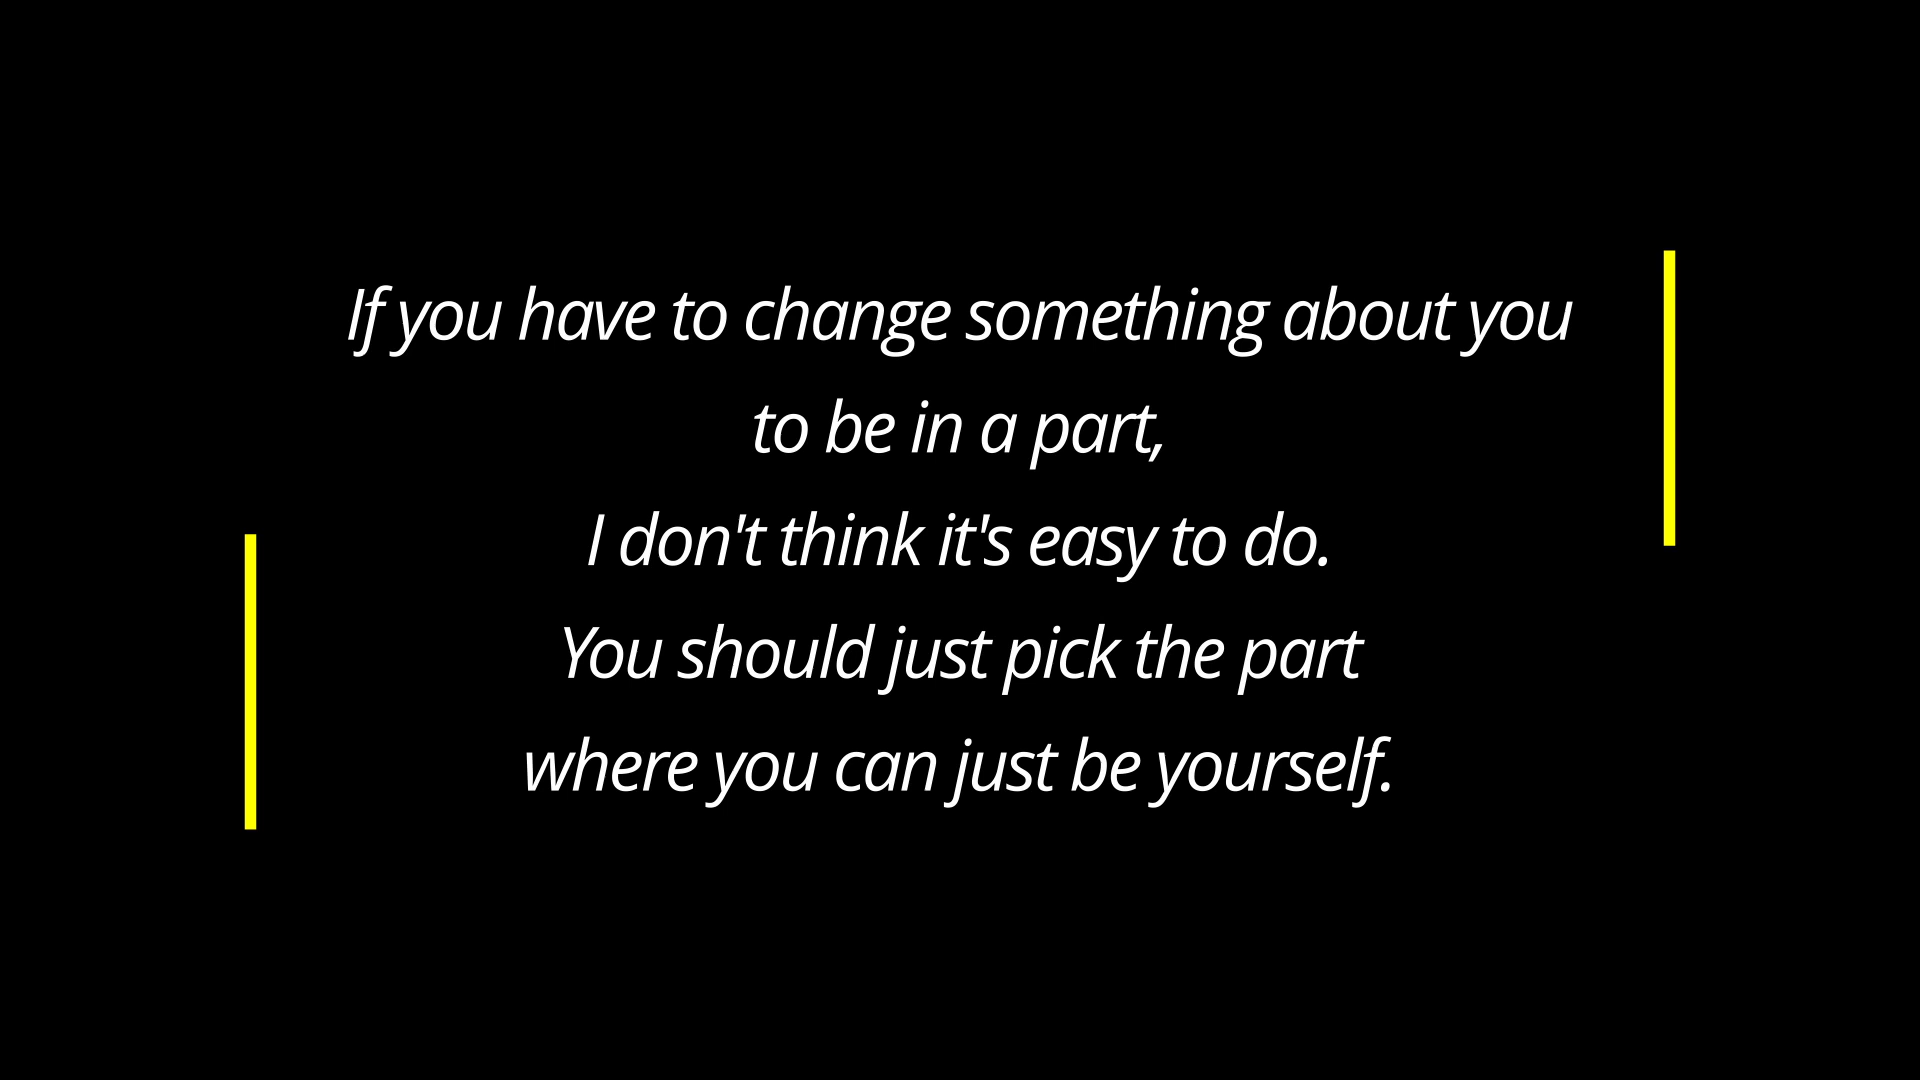 If you have to change something about you
to be in a part,
I don't think it's easy to do.
You should just pick the part
where you can just be yourself.